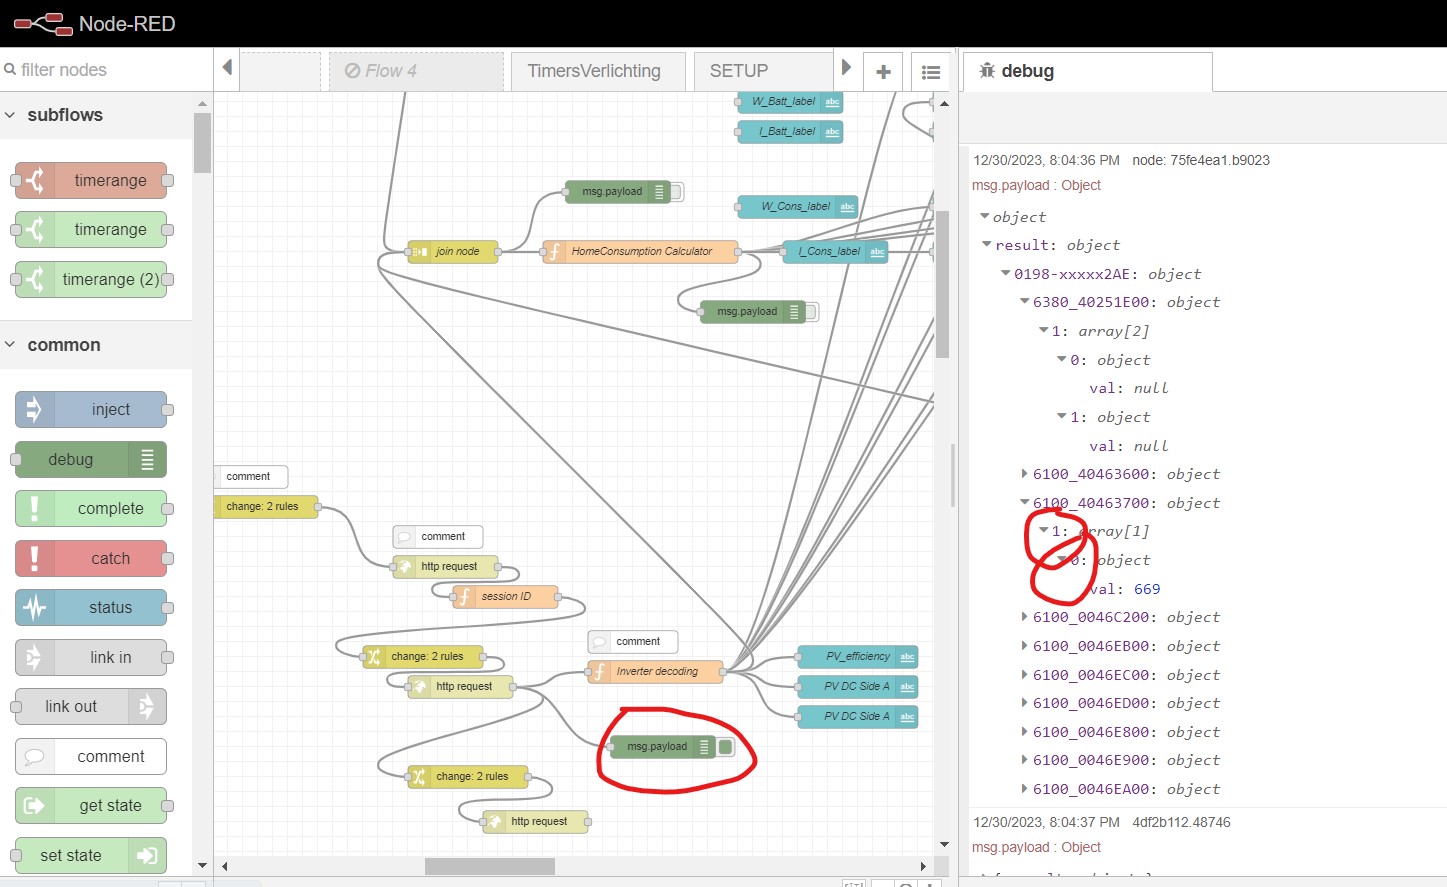 Node-RED
filter nodes
Flow 4
TimersVerlichting
SETUP
debug
subflows
timerange
timerange
timerange (2)
common
inject
debug
complete
catch
status
link in
link out
comment
get state
set state
W_Batt_label
abc
I_Batt_label
abc
msg.payload
W_Cons_label
abc
join node
HomeConsumption Calculator
I_Cons_label
abc
msg.payload
comment
change: 2 rules
comment
http request
session ID
comment
change: 2 rules
Inverter decoding
PV_efficiency
abc
http request
PV DC Side A
abc
PV DC Side A
abc
msg.payload
change: 2 rules
http request
12/30/2023, 8:04:36 PM node: 75fe4ea1.b9023
msg.payload : Object
object
result: object
0198-xxxxx2AE: object
6380_40251E00: object
1: array[2]
0: object
val: null
1: object
val: null
6100_40463600: object
6100_40463700: object
1: array[1]
0: object
val: 669
6100_0046C200: object
6100_0046EB00: object
6100_0046EC00: object
6100_0046ED00: object
6100_0046E800: object
6100_0046E900: object
6100_0046EA00: object
12/30/2023, 8:04:37 PM 4df2b112.48746
msg.payload : Object